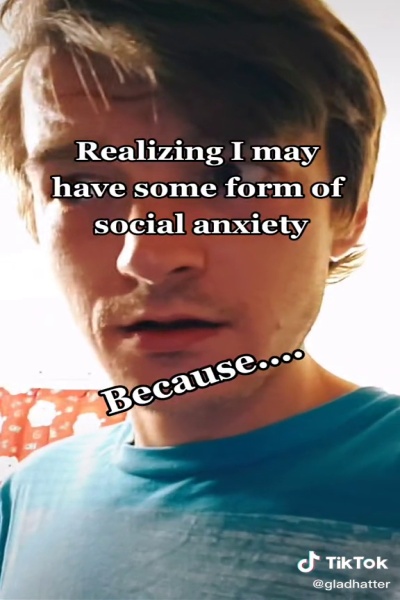 Realizing I may
have some form of
social anxiety
Because....
TikTok
@gladhatter